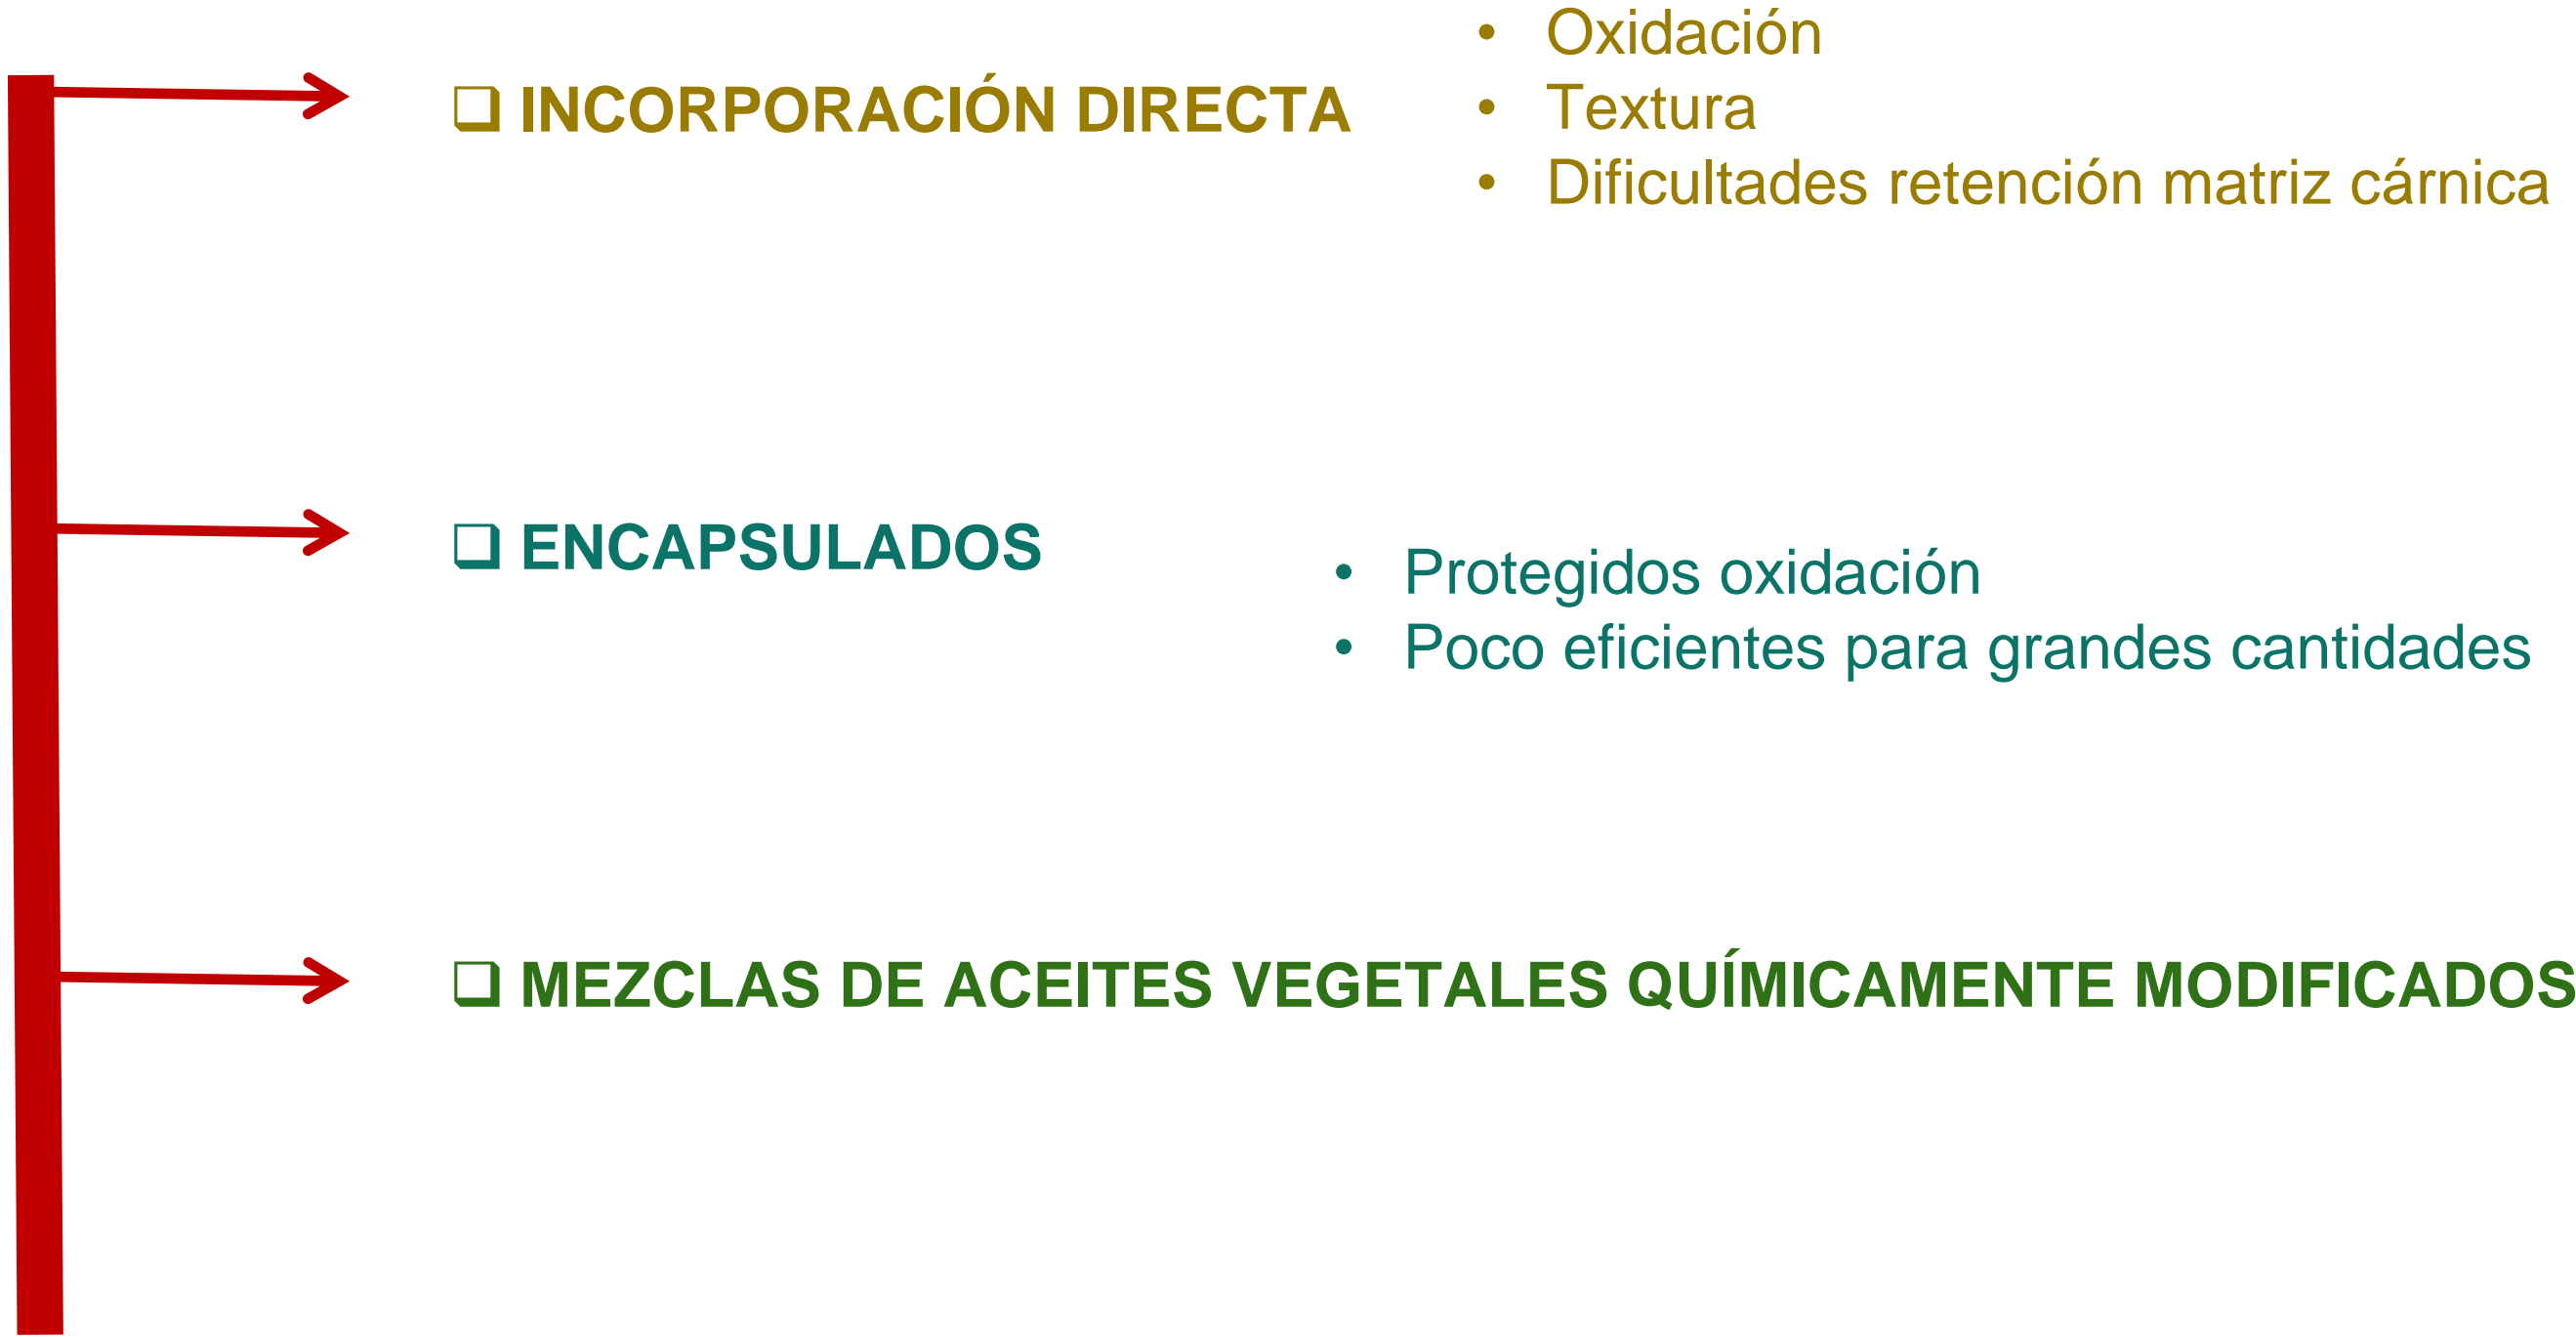 ❑ INCORPORACIÓN DIRECTA
• Oxidación
• Textura
• Dificultades retención matriz cárnica
❑ ENCAPSULADOS
• Protegidos oxidación
• Poco eficientes para grandes cantidades
❑ MEZCLAS DE ACEITES VEGETALES QUÍMICAMENTE MODIFICADOS